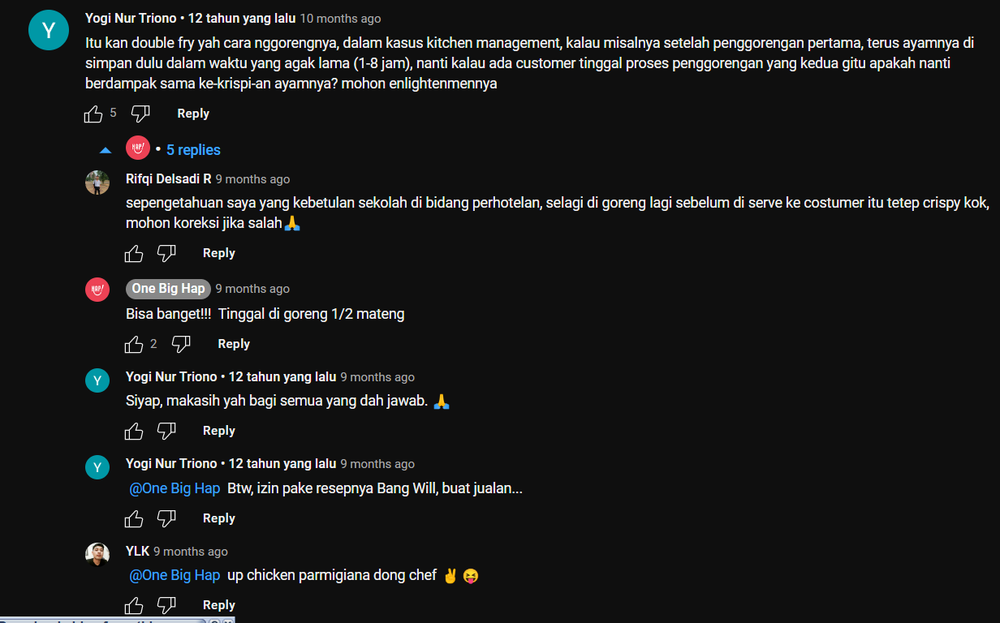 Y
Yogi Nur Triono • 12 tahun yang lalu 10 months ago
Itu kan double fry yah cara nggorengnya, dalam kasus kitchen management, kalau misalnya setelah penggorengan pertama, terus ayamnya di
simpan dulu dalam waktu yang agak lama (1-8 jam), nanti kalau ada customer tinggal proses penggorengan yang kedua gitu apakah nanti
berdampak sama ke-krispi-an ayamnya? mohon enlightenmennya
5 Reply
HAP! • 5 replies
Rifqi Delsadi R 9 months ago
sepengetahuan saya yang kebetulan sekolah di bidang perhotelan, selagi di goreng lagi sebelum di serve ke costumer itu tetep crispy kok,
mohon koreksi jika salah🙏
Reply
HAP!
One Big Hap 9 months ago
Bisa banget!!! Tinggal di goreng 1/2 mateng
2 Reply
Y
Yogi Nur Triono • 12 tahun yang lalu 9 months ago
Siyap, makasih yah bagi semua yang dah jawab. 🙏
Reply
Y
Yogi Nur Triono • 12 tahun yang lalu 9 months ago
@One Big Hap Btw, izin pake resepnya Bang Will, buat jualan...
Reply
YLK 9 months ago
@One Big Hap up chicken parmigiana dong chef ✌😝
Reply